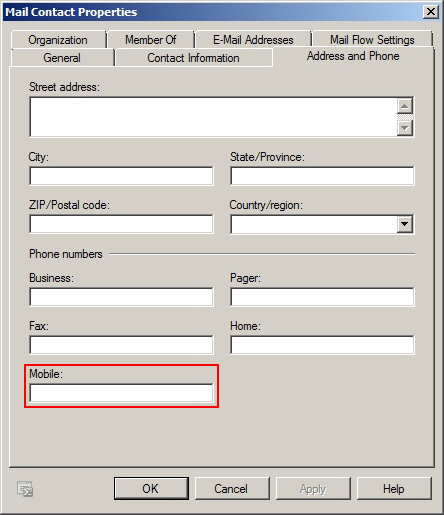 Mail Contact Properties
Organization Member Of E-Mail Addresses Mail Flow Settings
General Contact Information Address and Phone
Street address:
City: State/Province:
ZIP/Postal code: Country/region:
Phone numbers
Business: Pager:
Fax: Home:
Mobile:
OK Cancel Apply Help